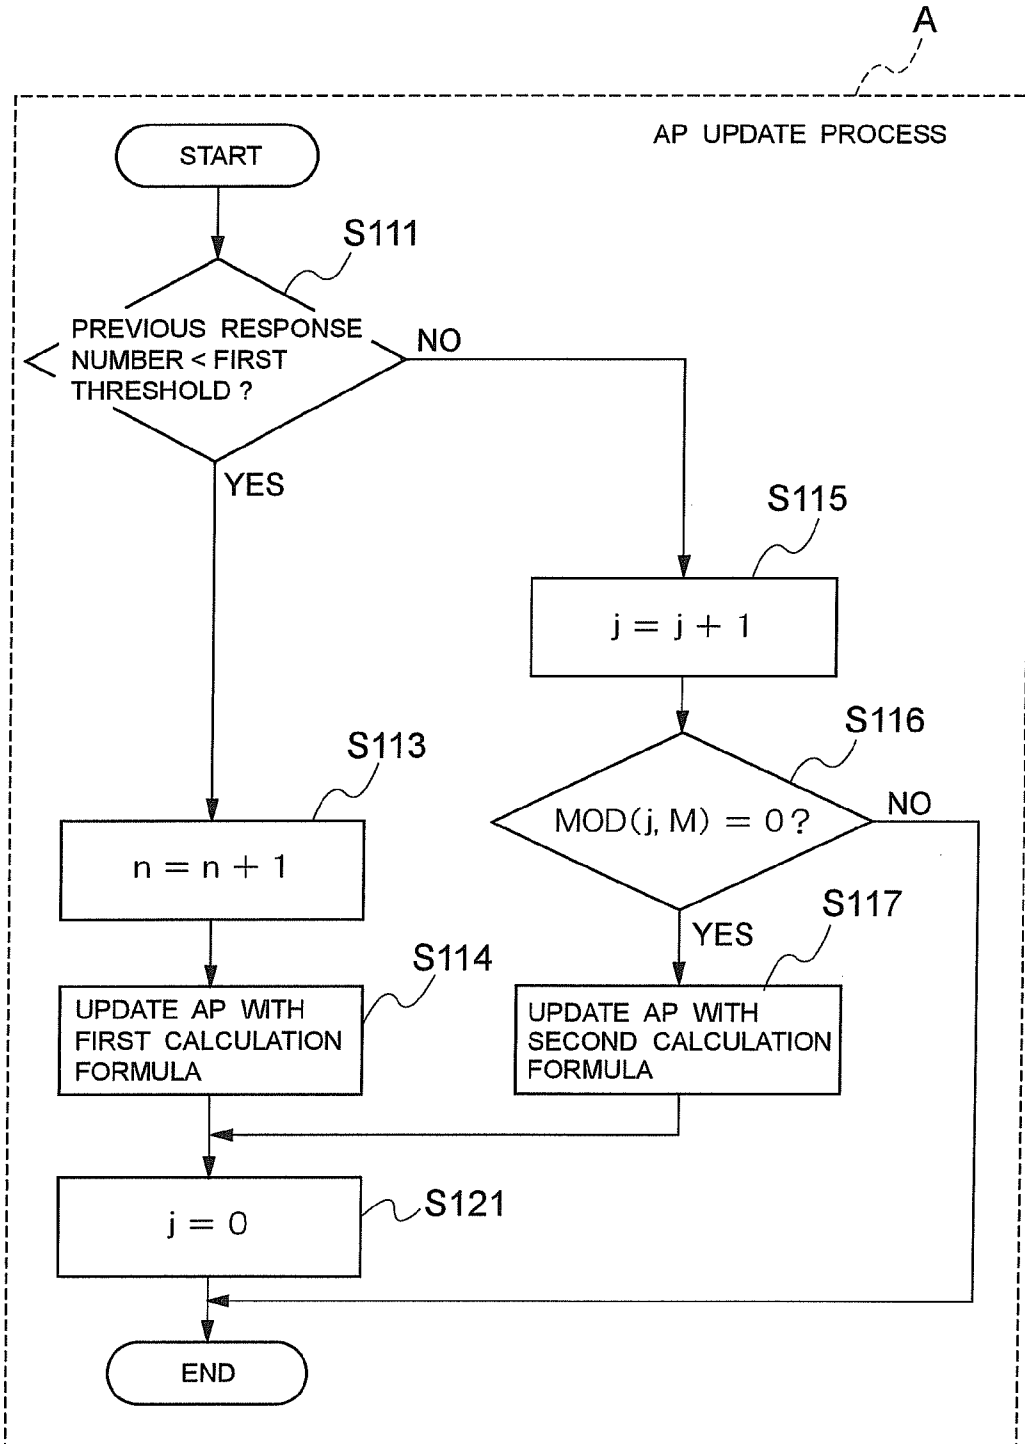 A
AP UPDATE PROCESS
START
S111
PREVIOUS RESPONSE
NUMBER < FIRST
THRESHOLD ?
NO
YES
S115
j = j + 1
S116
MOD(j, M) = 0 ?
NO
YES
S113
n = n + 1
S114
UPDATE AP WITH
FIRST CALCULATION
FORMULA
S117
UPDATE AP WITH
SECOND CALCULATION
FORMULA
S121
j = 0
END